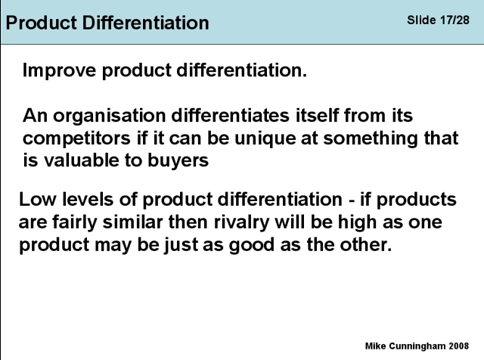 Product Differentiation
Slide 17/28
Improve product differentiation.
An organisation differentiates itself from its
competitors if it can be unique at something that
is valuable to buyers
Low levels of product differentiation - if products
are fairly similar then rivalry will be high as one
product may be just as good as the other.
Mike Cunningham 2008